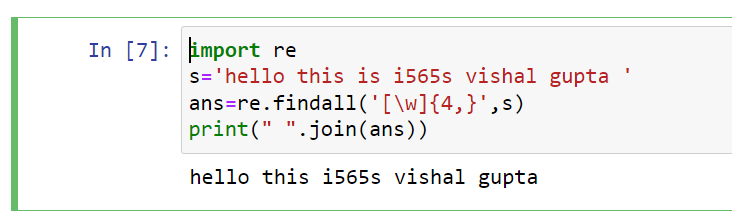 In [7]: import re
s='hello this is i565s vishal gupta '
ans=re.findall('[\w]{4,}',s)
print(" ".join(ans))
hello this i565s vishal gupta